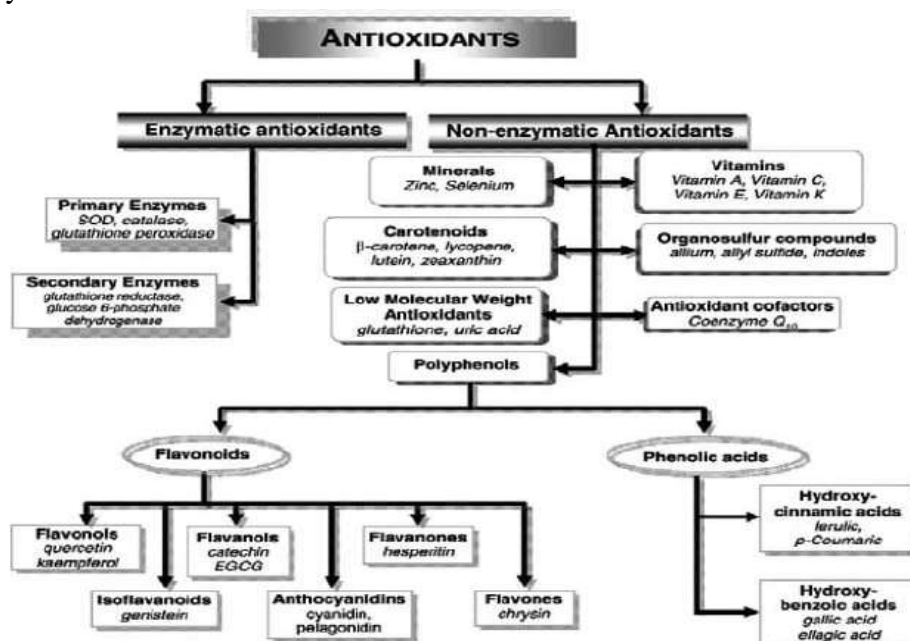 y
ANTIOXIDANTS
Enzymatic antioxidants
Non-enzymatic Antioxidants
Minerals
Zinc, Selenium
Vitamins
Vitamin A, Vitamin C,
Vitamin E, Vitamin K
Primary Enzymes
SOD, catalase,
glutathione peroxidase
Carotenoids
β-carotene, lycopene,
lutein, zeaxanthin
Organosulfur compounds
allium, allyl sulfide, indoles
Secondary Enzymes
glutathione reductase,
glucose 6-phosphate
dehydrogenase
Low Molecular Weight
Antioxidants
glutathione, uric acid
Antioxidant cofactors
Coenzyme Q10
Polyphenols
Flavonoids
Phenolic acids
Flavonols
quercetin
kaempferol
Flavanols
catechin
EGCG
Flavanones
hesperitin
Hydroxy-
cinnamic acids
ferulic,
p-Coumaric
Isoflavanoids
genistein
Anthocyanidins
cyanidin,
pelagonidin
Flavones
chrysin
Hydroxy-
benzoic acids
gallic acid
ellagic acid